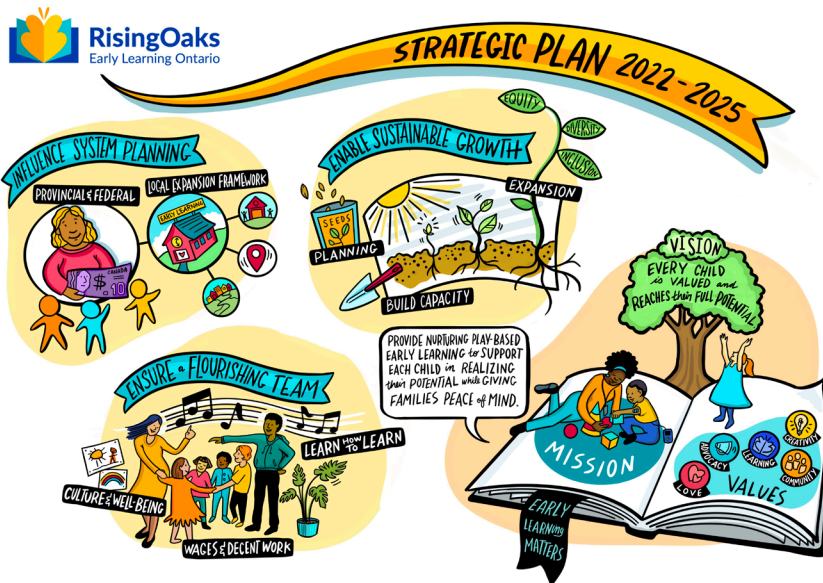 RisingOaks
Early Learning Ontario
STRATEGIC PLAN 2022-2025
INFLUENCE SYSTEM PLANNING
PROVINCIAL & FEDERAL
LOCAL EXPANSION FRAMEWORK
EARLY LEARNING
CANADA
$
10
ENABLE SUSTAINABLE GROWTH
EQUITY
DIVERSITY
INCLUSION
EXPANSION
SEEDS
PLANNING
BUILD CAPACITY
ENSURE a FLOURISHING TEAM
LEARN HOW TO LEARN
CULTURE & WELL-BEING
WAGES & DECENT WORK
PROVIDE NURTURING PLAY-BASED
EARLY LEARNING to SUPPORT
EACH CHILD in REALIZING
their POTENTIAL while GIVING
FAMILIES PEACE of MIND.
VISION
EVERY CHILD
is VALUED and
REACHES their FULL POTENTIAL
MISSION
CREATIVITY
ADVOCACY
LEARNING
COMMUNITY
LOVE
VALUES
EARLY
LEARNING
MATTERS